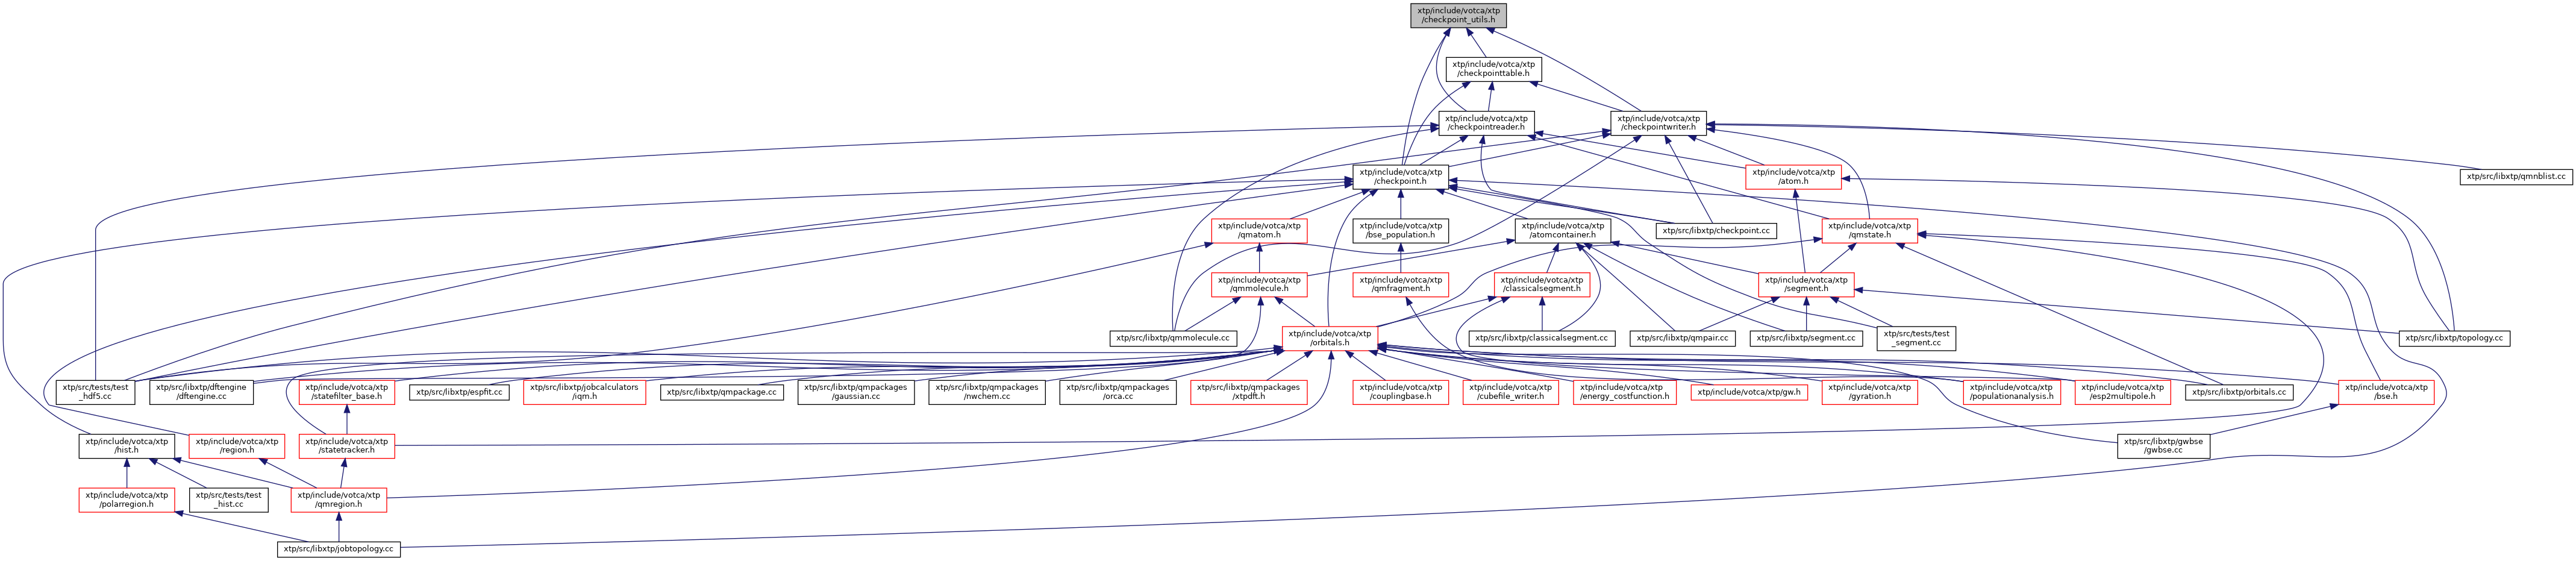 xtp/include/votca/xtp
/checkpoint_utils.h
xtp/include/votca/xtp
/checkpointtable.h
xtp/include/votca/xtp
/checkpointreader.h
xtp/include/votca/xtp
/checkpointwriter.h
xtp/include/votca/xtp
/checkpoint.h
xtp/include/votca/xtp
/atom.h
xtp/src/libxtp/qmnblist.cc
xtp/include/votca/xtp
/qmatom.h
xtp/include/votca/xtp
/bse_population.h
xtp/include/votca/xtp
/atomcontainer.h
xtp/src/libxtp/checkpoint.cc
xtp/include/votca/xtp
/qmstate.h
xtp/include/votca/xtp
/qmmolecule.h
xtp/include/votca/xtp
/qmfragment.h
xtp/include/votca/xtp
/classicalsegment.h
xtp/include/votca/xtp
/segment.h
xtp/src/libxtp/qmmolecule.cc
xtp/include/votca/xtp
/orbitals.h
xtp/src/libxtp/classicalsegment.cc
xtp/src/libxtp/qmpair.cc
xtp/src/libxtp/segment.cc
xtp/src/tests/test
_segment.cc
xtp/src/libxtp/topology.cc
xtp/src/tests/test
_hdf5.cc
xtp/src/libxtp/dftengine
/dftengine.cc
xtp/include/votca/xtp
/statefilter_base.h
xtp/src/libxtp/espfit.cc
xtp/src/libxtp/jobcalculators
/iqm.h
xtp/src/libxtp/qmpackage.cc
xtp/src/libxtp/qmpackages
/gaussian.cc
xtp/src/libxtp/qmpackages
/nwchem.cc
xtp/src/libxtp/qmpackages
/orca.cc
xtp/src/libxtp/qmpackages
/xtpdft.h
xtp/include/votca/xtp
/couplingbase.h
xtp/include/votca/xtp
/cubefile_writer.h
xtp/include/votca/xtp
/energy_costfunction.h
xtp/include/votca/xtp/gw.h
xtp/include/votca/xtp
/gyration.h
xtp/include/votca/xtp
/populationanalysis.h
xtp/include/votca/xtp
/esp2multipole.h
xtp/src/libxtp/orbitals.cc
xtp/include/votca/xtp
/bse.h
xtp/include/votca/xtp
/hist.h
xtp/include/votca/xtp
/region.h
xtp/include/votca/xtp
/statetracker.h
xtp/src/libxtp/gwbse
/gwbse.cc
xtp/include/votca/xtp
/polarregion.h
xtp/src/tests/test
_hist.cc
xtp/include/votca/xtp
/qmregion.h
xtp/src/libxtp/jobtopology.cc